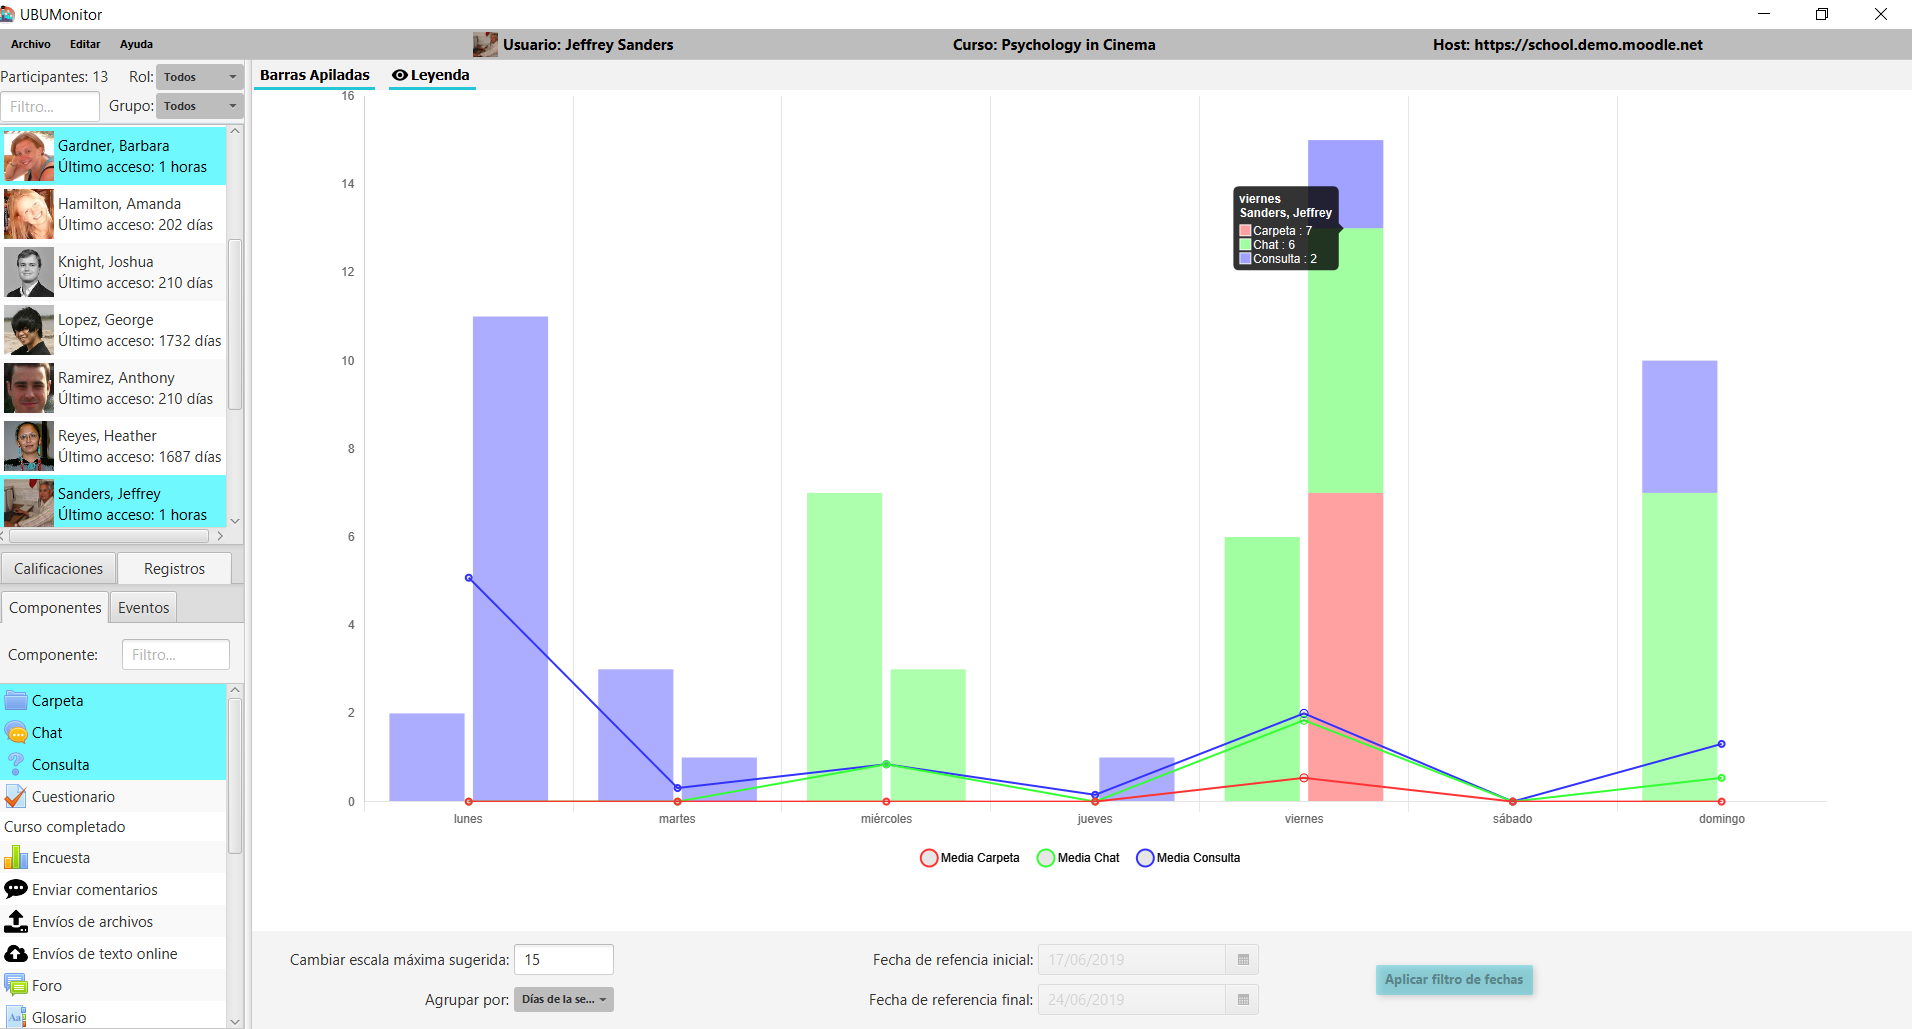 UBUMonitor
Archivo Editar Ayuda
Usuario: Jeffrey Sanders
Curso: Psychology in Cinema
Host: https://school.demo.moodle.net
Participantes: 13 Rol: Todos
Filtro... Grupo: Todos
Gardner, Barbara
Último acceso: 1 horas
Hamilton, Amanda
Último acceso: 202 días
Knight, Joshua
Último acceso: 210 días
Lopez, George
Último acceso: 1732 días
Ramirez, Anthony
Último acceso: 210 días
Reyes, Heather
Último acceso: 1687 días
Sanders, Jeffrey
Último acceso: 1 horas
Calificaciones Registros
Componentes Eventos
Componente: Filtro...
Carpeta
Chat
Consulta
Cuestionario
Curso completado
Encuesta
Enviar comentarios
Envíos de archivos
Envíos de texto online
Foro
Glosario
Barras Apiladas Leyenda
16
14
12
10
8
6
4
2
0
viernes
Sanders, Jeffrey
Carpeta : 7
Chat : 6
Consulta : 2
lunes martes miércoles jueves viernes sábado domingo
Media Carpeta Media Chat Media Consulta
Cambiar escala máxima sugerida: 15
Agrupar por: Días de la se...
Fecha de refencia inicial: 17/06/2019
Fecha de referencia final: 24/06/2019
Aplicar filtro de fechas